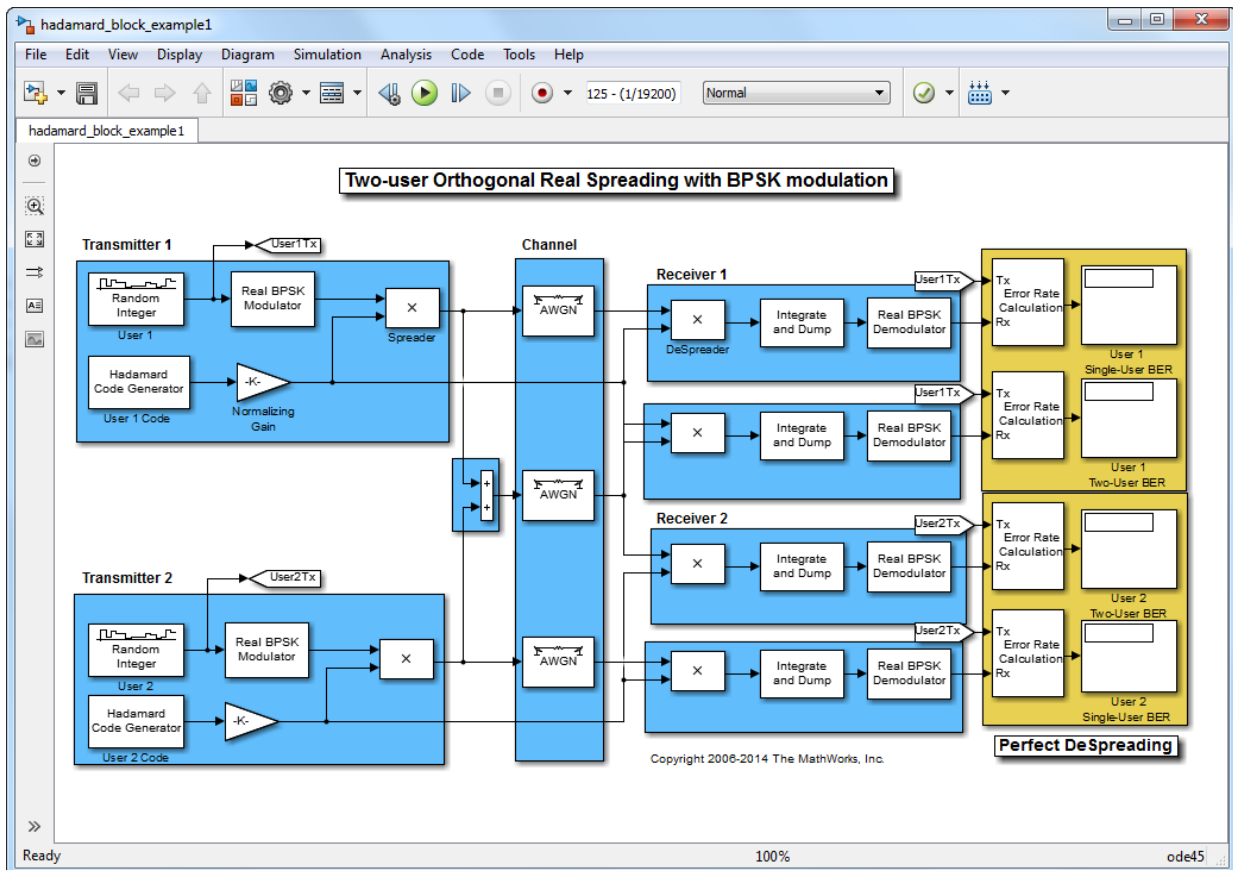 hadamard_block_example1
File Edit View Display Diagram Simulation Analysis Code Tools Help
125 - (1/19200)
Normal
hadamard_block_example1
Two-user Orthogonal Real Spreading with BPSK modulation
Transmitter 1
User1Tx
Random
Integer
User 1
Real BPSK
Modulator
×
Spreader
Hadamard
Code Generator
User 1 Code
-K-
Normalizing
Gain
Channel
AWGN
Receiver 1
User1Tx
×
DeSpreader
Integrate
and Dump
Real BPSK
Demodulator
Tx
Rx
Error Rate
Calculation
User 1
Single-User BER
User1Tx
×
Integrate
and Dump
Real BPSK
Demodulator
Tx
Rx
Error Rate
Calculation
User 1
Two-User BER
+
+
AWGN
Receiver 2
User2Tx
×
Integrate
and Dump
Real BPSK
Demodulator
Tx
Rx
Error Rate
Calculation
User 2
Two-User BER
Transmitter 2
User2Tx
Random
Integer
User 2
Real BPSK
Modulator
×
Hadamard
Code Generator
User 2 Code
-K-
AWGN
User2Tx
×
Integrate
and Dump
Real BPSK
Demodulator
Tx
Rx
Error Rate
Calculation
User 2
Single-User BER
Perfect DeSpreading
Copyright 2006-2014 The MathWorks, Inc.
Ready
100%
ode45